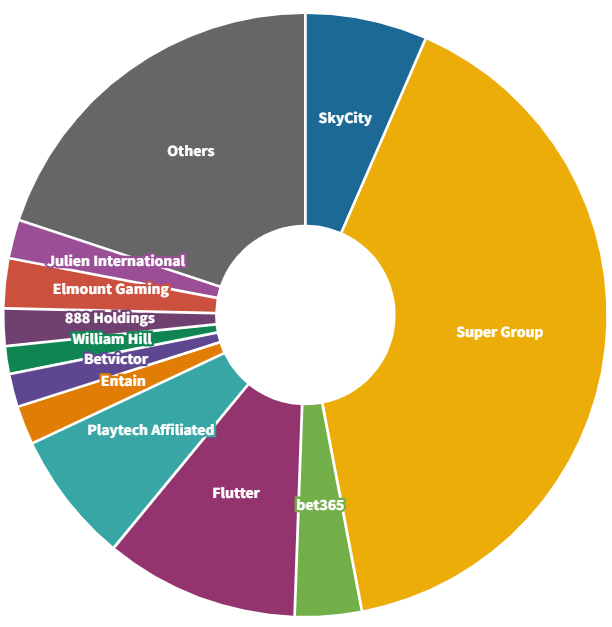 SkyCity
Others
Julien International
Elmount Gaming
888 Holdings
Super Group
William Hill
Betvictor
Entain
Playtech Affiliated
Flutter
bet365